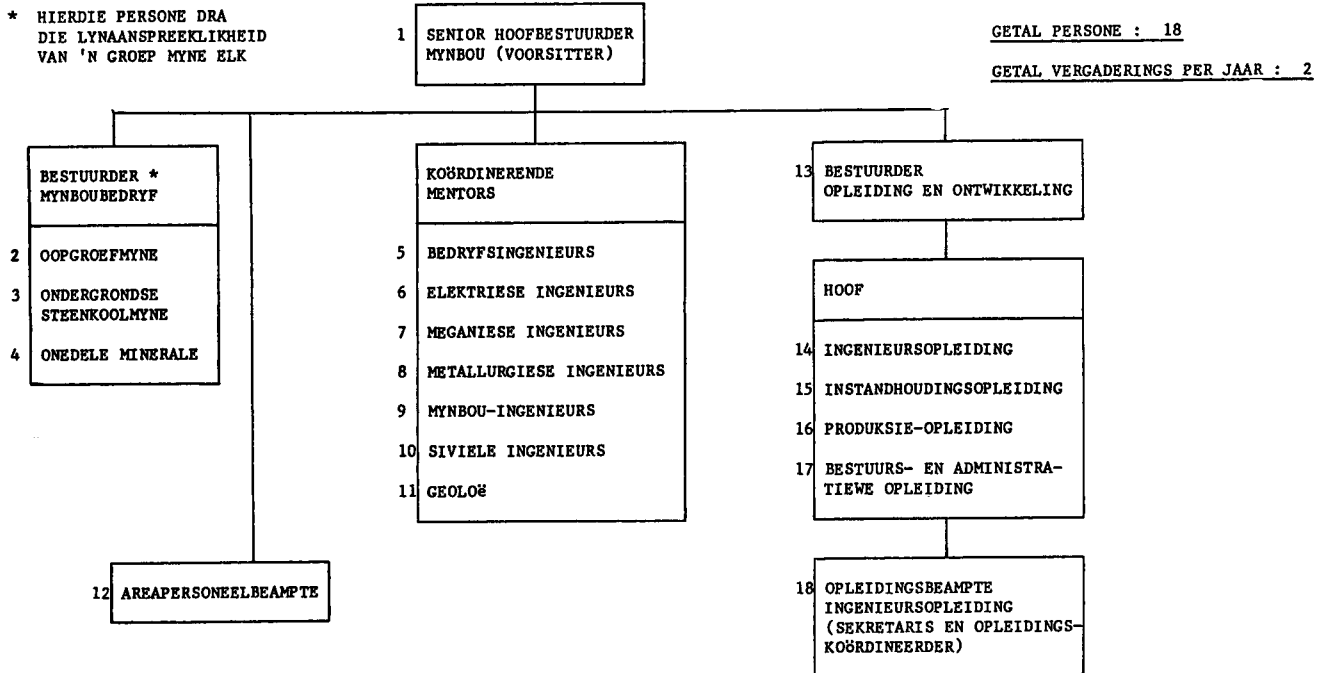 * HIERDIE PERSONE DRA
DIE LYNAANSPREEKLIKHEID
VAN 'N GROEP MYNE ELK
1 SENIOR HOOFBESTUURDER
MYNBOU (VOORSITTER)
GETAL PERSONE : 18
GETAL VERGADERINGS PER JAAR : 2
BESTUURDER *
MYNBOUBEDRYF
2 OOPGROEFMYNE
3 ONDERGRONDSE
STEENKOOLMYNE
4 ONEDELE MINERALE
KOöRDINERENDE
MENTORS
5 BEDRYFSINGENIEURS
6 ELEKTRIESE INGENIEURS
7 MEGANIESE INGENIEURS
8 METALLURGIESE INGENIEURS
9 MYNBOU-INGENIEURS
10 SIVIELE INGENIEURS
11 GEOLOë
12 AREAPERSONEELBEAMPTE
13 BESTUURDER
OPLEIDING EN ONTWIKKELING
HOOF
14 INGENIEURSOPLEIDING
15 INSTANDHOUDINGSOPLEIDING
16 PRODUKSIE-OPLEIDING
17 BESTUURS- EN ADMINISTRA-
TIEWE OPLEIDING
18 OPLEIDINGSBEAMPTE
INGENIEURSOPLEIDING
(SEKRETARIS EN OPLEIDINGS-
KOöRDINEERDER)